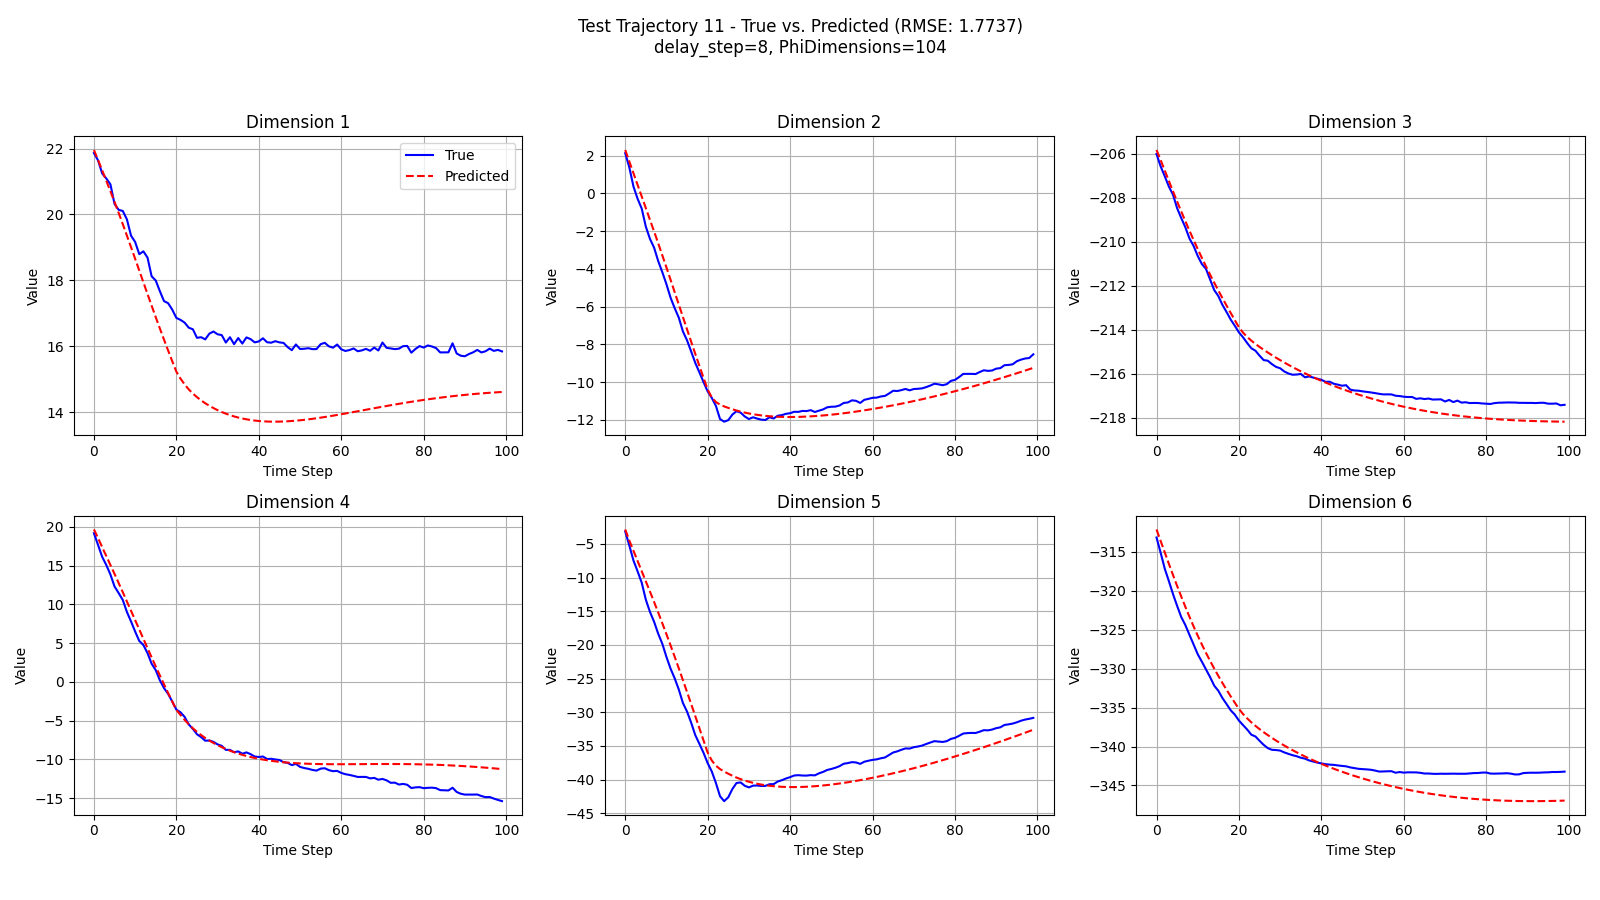 Test Trajectory 11 - True vs. Predicted (RMSE: 1.7737)
delay_step=8, PhiDimensions=104
Dimension 1
22
20
18
16
14
Value
0 20 40 60 80 100
Time Step
True
Predicted
Dimension 2
2
0
−2
−4
−6
−8
−10
−12
Value
0 20 40 60 80 100
Time Step
Dimension 3
−206
−208
−210
−212
−214
−216
−218
Value
0 20 40 60 80 100
Time Step
Dimension 4
20
15
10
5
0
−5
−10
−15
Value
0 20 40 60 80 100
Time Step
Dimension 5
−5
−10
−15
−20
−25
−30
−35
−40
−45
Value
0 20 40 60 80 100
Time Step
Dimension 6
−315
−320
−325
−330
−335
−340
−345
Value
0 20 40 60 80 100
Time Step